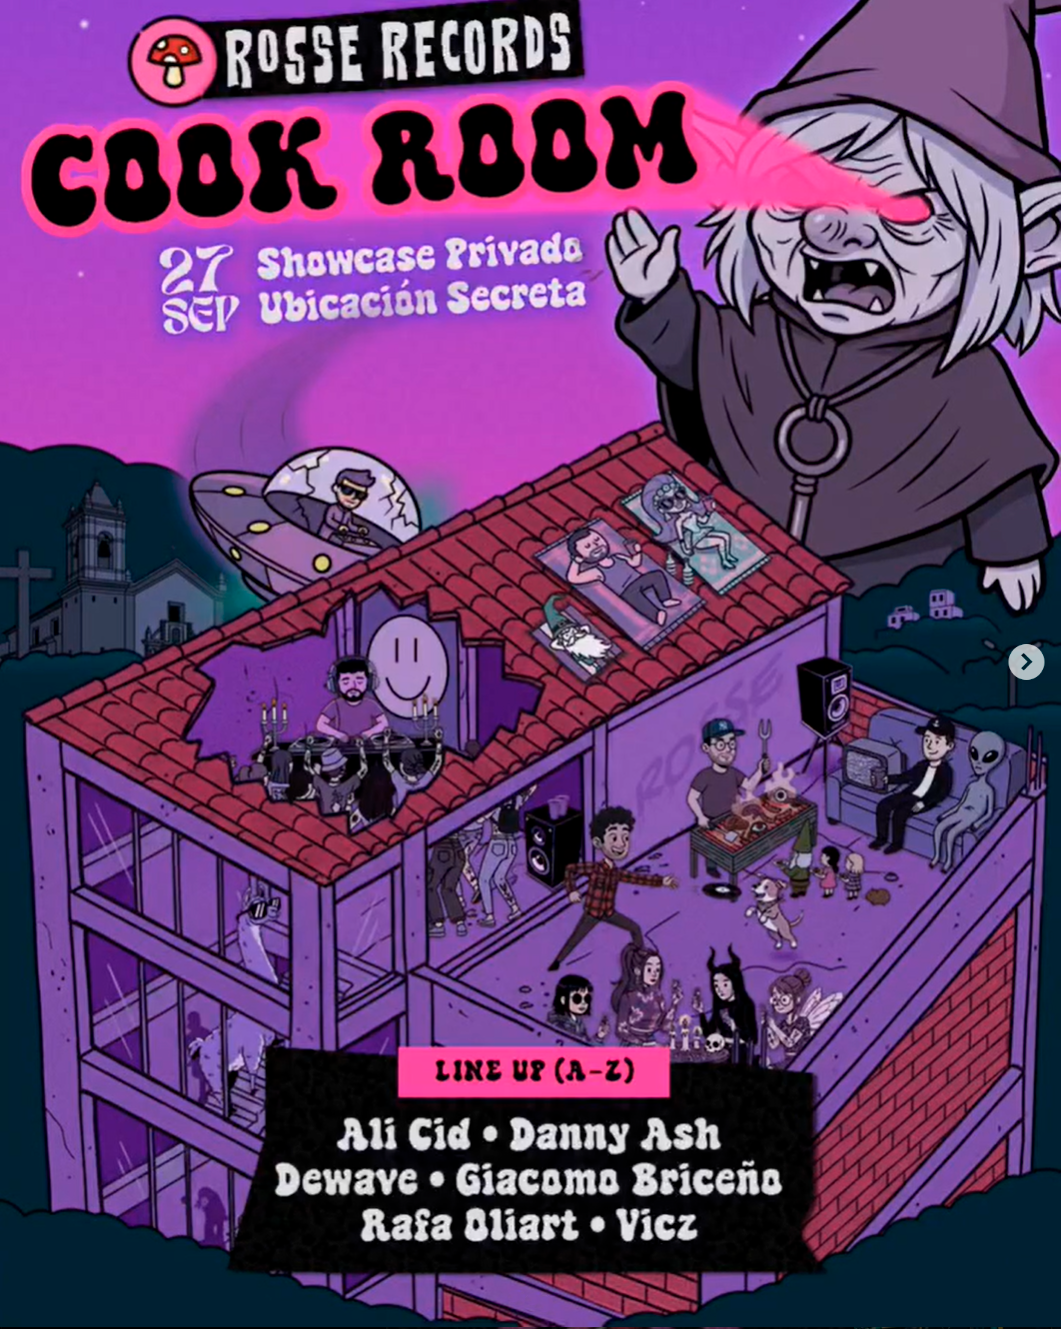 ROSSE RECORDS
COOK ROOM
27 SEP
Showcase Privado
Ubicación Secreta
ROSSE
LINE UP (A-Z)
Ali Cid • Danny Ash
Dewave • Giacomo Briceño
Rafa Oliart • Vicz